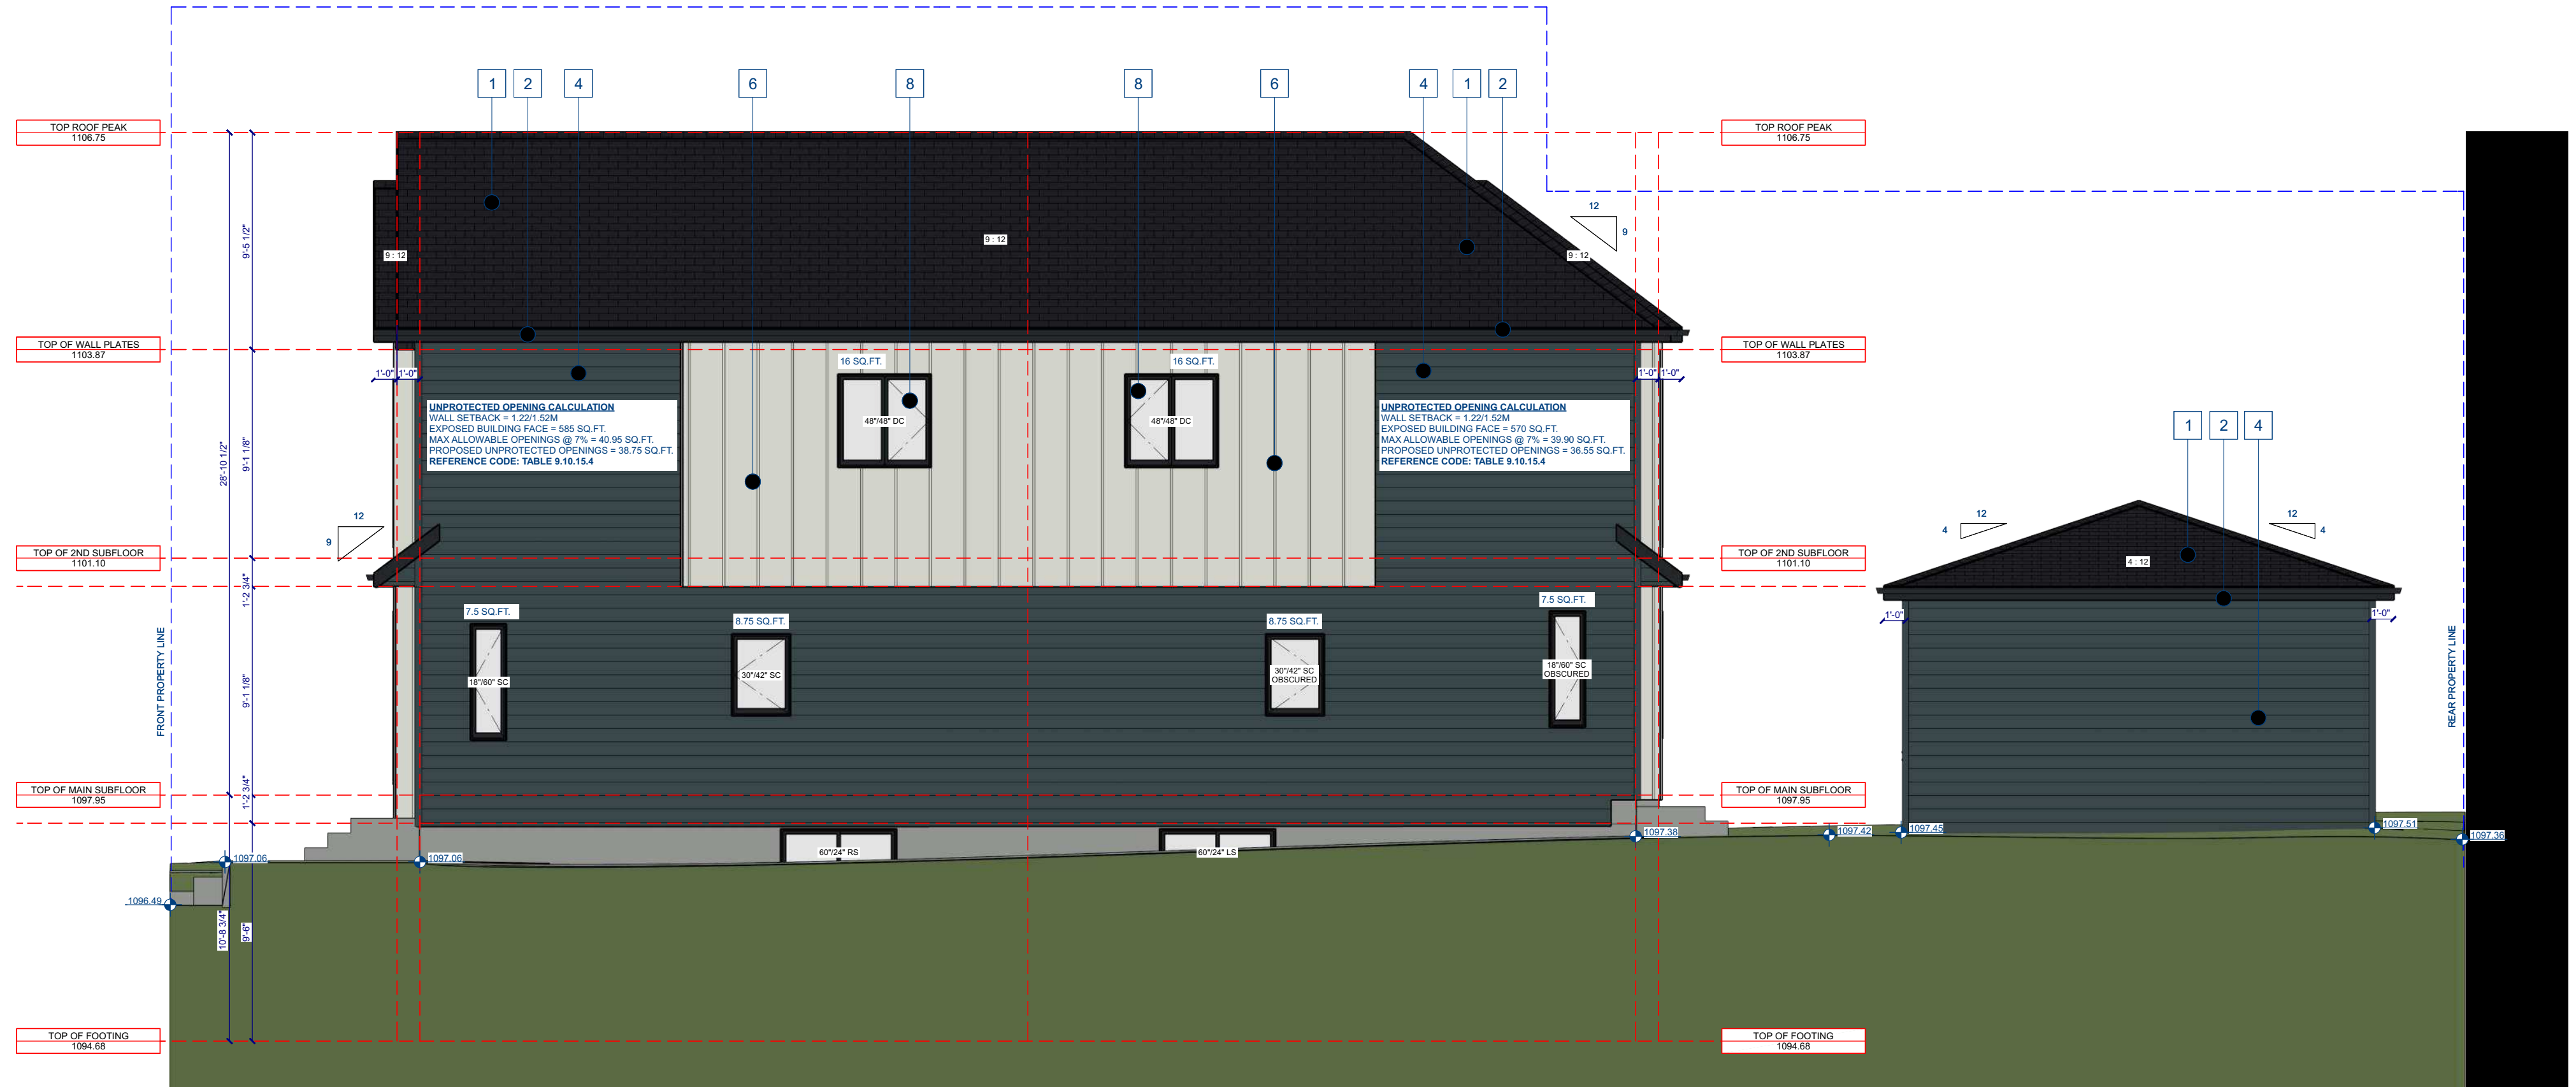 1
2
4
6
8
8
6
4
1
2
TOP ROOF PEAK
1106.75
TOP ROOF PEAK
1106.75
12
9
9'-5 1/2"
9 : 12
9 : 12
9 : 12
TOP OF WALL PLATES
1103.87
TOP OF WALL PLATES
1103.87
16 SQ.FT.
16 SQ.FT.
1'-0"
1'-0"
1'-0"
1'-0"
48"/48" DC
48"/48" DC
UNPROTECTED OPENING CALCULATION
WALL SETBACK = 1.22/1.52M
EXPOSED BUILDING FACE = 585 SQ.FT.
MAX ALLOWABLE OPENINGS @ 7% = 40.95 SQ.FT.
PROPOSED UNPROTECTED OPENINGS = 38.75 SQ.FT.
REFERENCE CODE: TABLE 9.10.15.4
UNPROTECTED OPENING CALCULATION
WALL SETBACK = 1.22/1.52M
EXPOSED BUILDING FACE = 570 SQ.FT.
MAX ALLOWABLE OPENINGS @ 7% = 39.90 SQ.FT.
PROPOSED UNPROTECTED OPENINGS = 36.55 SQ.FT.
REFERENCE CODE: TABLE 9.10.15.4
1
2
4
28'-10 1/2"
9'-1 1/8"
12
9
12
4
12
4
4 : 12
TOP OF 2ND SUBFLOOR
1101.10
TOP OF 2ND SUBFLOOR
1101.10
1'-2 3/4"
7.5 SQ.FT.
8.75 SQ.FT.
8.75 SQ.FT.
7.5 SQ.FT.
1'-0"
1'-0"
FRONT PROPERTY LINE
REAR PROPERTY LINE
18"/60" SC
30"/42" SC
30"/42" SC
OBSCURED
18"/60" SC
OBSCURED
9'-1 1/8"
TOP OF MAIN SUBFLOOR
1097.95
TOP OF MAIN SUBFLOOR
1097.95
1'-2 3/4"
1097.06
1097.06
60"/24" RS
60"/24" LS
1097.38
1097.42
1097.45
1097.51
1097.36
1096.49
10'-8 3/4"
9'-6"
TOP OF FOOTING
1094.68
TOP OF FOOTING
1094.68